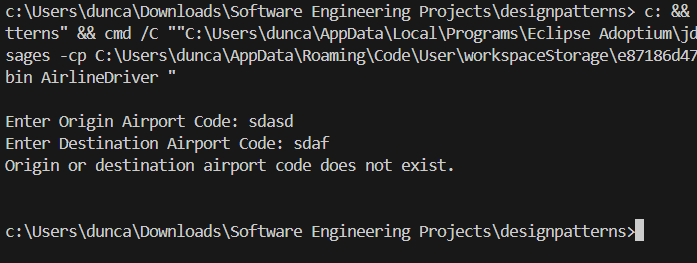 c:\Users\dunca\Downloads\Software Engineering Projects\designpatterns> c: &&
tterns" && cmd /C ""C:\Users\dunca\AppData\Local\Programs\Eclipse Adoptium\jd
sages -cp C:\Users\dunca\AppData\Roaming\Code\User\workspaceStorage\e87186d47
bin AirlineDriver "
Enter Origin Airport Code: sdasd
Enter Destination Airport Code: sdaf
Origin or destination airport code does not exist.
c:\Users\dunca\Downloads\Software Engineering Projects\designpatterns>